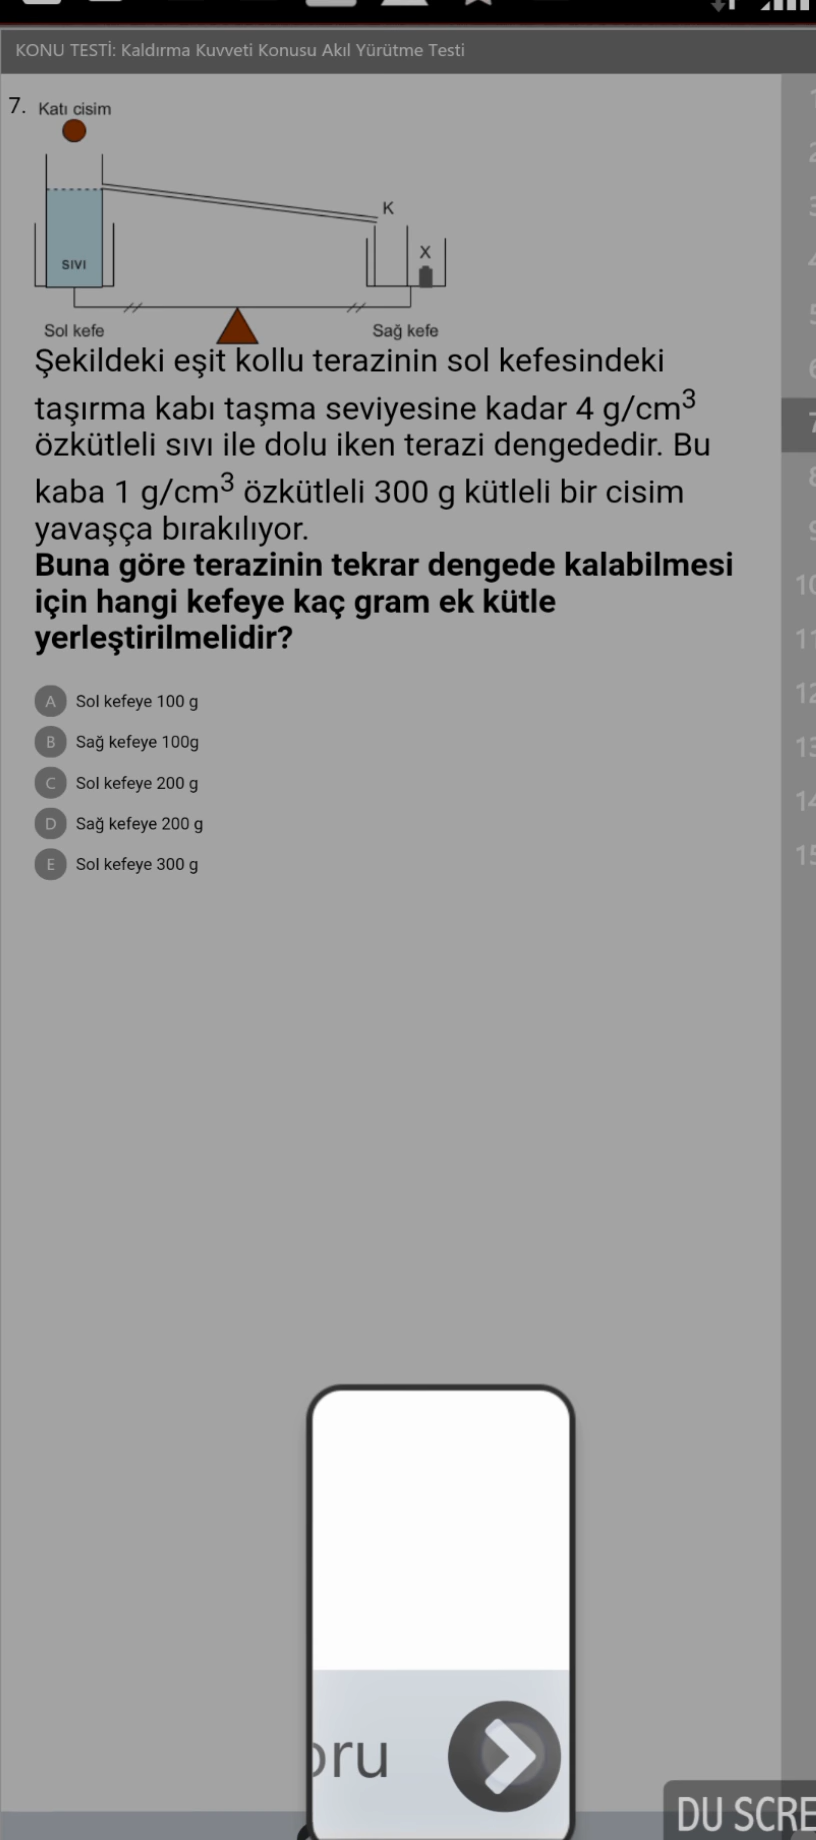 KONU TESTİ: Kaldırma Kuvveti Konusu Akıl Yürütme Testi
7. Katı cisim
K
SIVI
X
Sol kefe
Sağ kefe
Şekildeki eşit kollu terazinin sol kefesindeki
taşırma kabı taşma seviyesine kadar 4 g/cm³
özkütleli sıvı ile dolu iken terazi dengededir. Bu
kaba 1 g/cm³ özkütleli 300 g kütleli bir cisim
yavaşça bırakılıyor.
Buna göre terazinin tekrar dengede kalabilmesi
için hangi kefeye kaç gram ek kütle
yerleştirilmelidir?
A Sol kefeye 100 g
B Sağ kefeye 100g
C Sol kefeye 200 g
D Sağ kefeye 200 g
E Sol kefeye 300 g
oru
DU SCRE